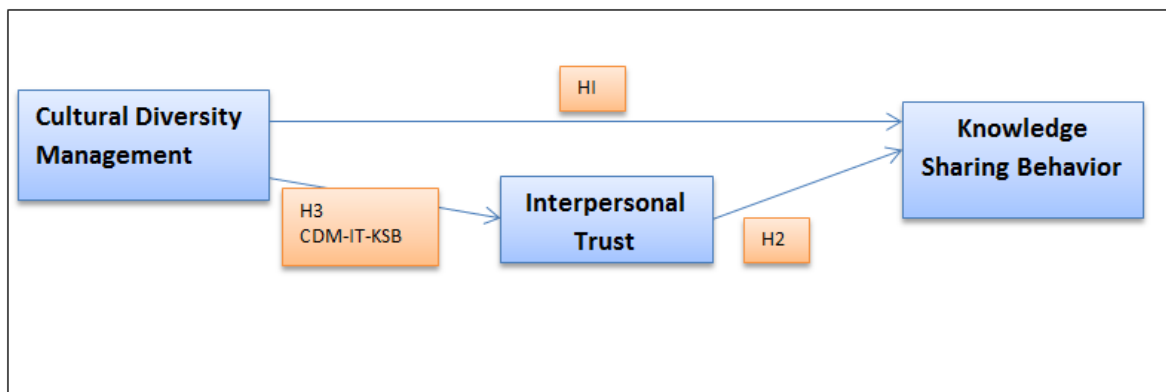 HI
Cultural Diversity
Management
Knowledge
Sharing Behavior
H3
CDM-IT-KSB
Interpersonal
Trust
H2